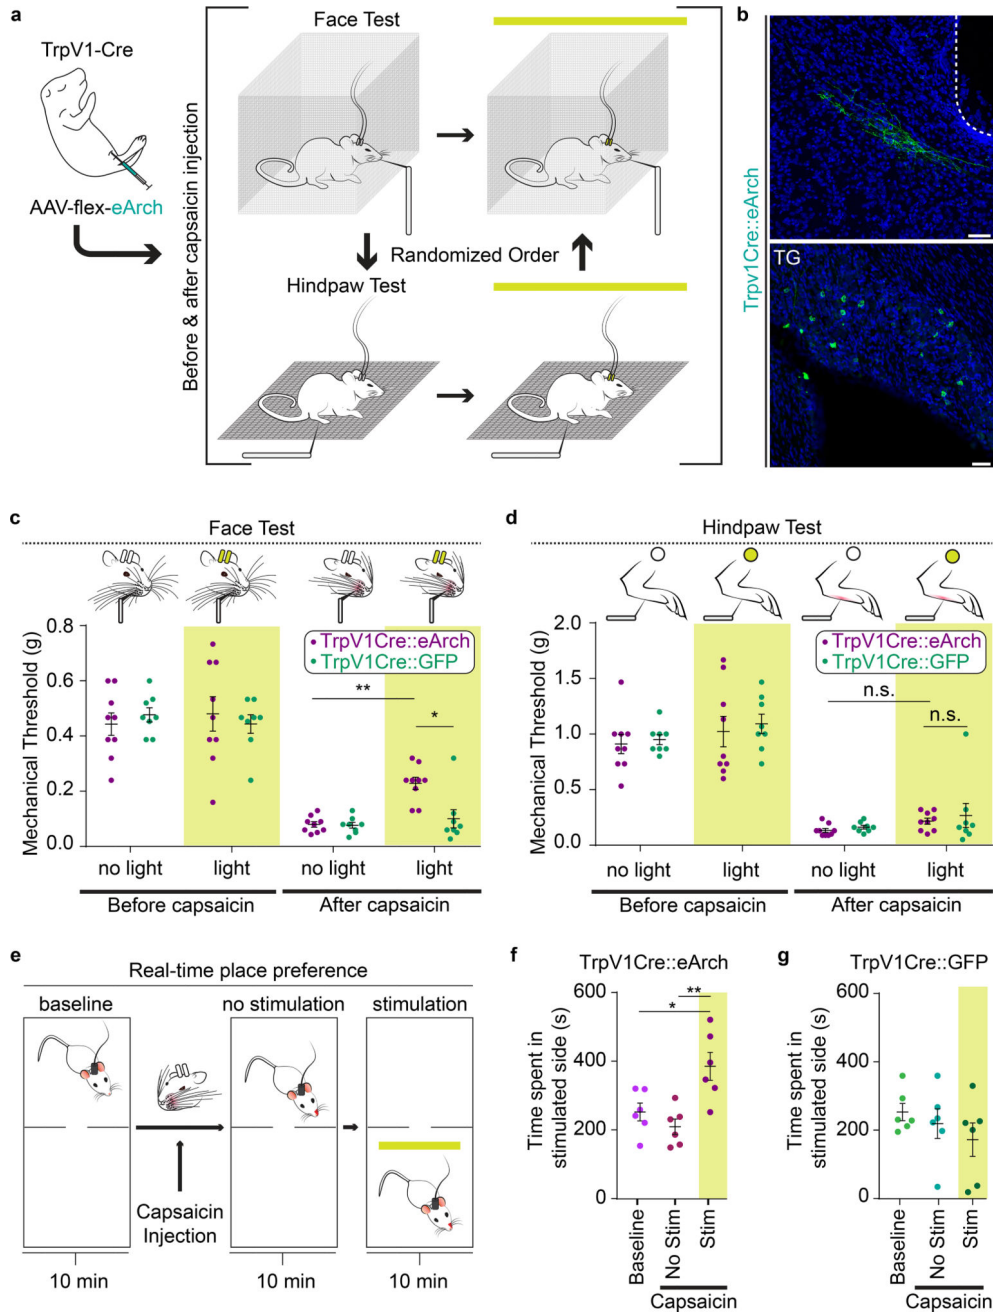 a
TrpV1-Cre
AAV-flex-eArch
Before & after capsaicin injection
Face Test
Randomized Order
Hindpaw Test
b
Trpv1Cre::eArch
TG
c
Face Test
Mechanical Threshold (g)
0.8
0.6
0.4
0.2
0.0
TrpV1Cre::eArch
TrpV1Cre::GFP
**
*
no light
light
no light
light
Before capsaicin
After capsaicin
d
Hindpaw Test
Mechanical Threshold (g)
2.0
1.5
1.0
0.5
0.0
TrpV1Cre::eArch
TrpV1Cre::GFP
n.s.
n.s.
no light
light
no light
light
Before capsaicin
After capsaicin
e
Real-time place preference
baseline
no stimulation
stimulation
Capsaicin
Injection
10 min
10 min
10 min
f
TrpV1Cre::eArch
Time spent in
stimulated side (s)
600
400
200
0
**
*
Baseline
No Stim
Stim
Capsaicin
g
TrpV1Cre::GFP
Time spent in
stimulated side (s)
600
400
200
0
Baseline
No Stim
Stim
Capsaicin